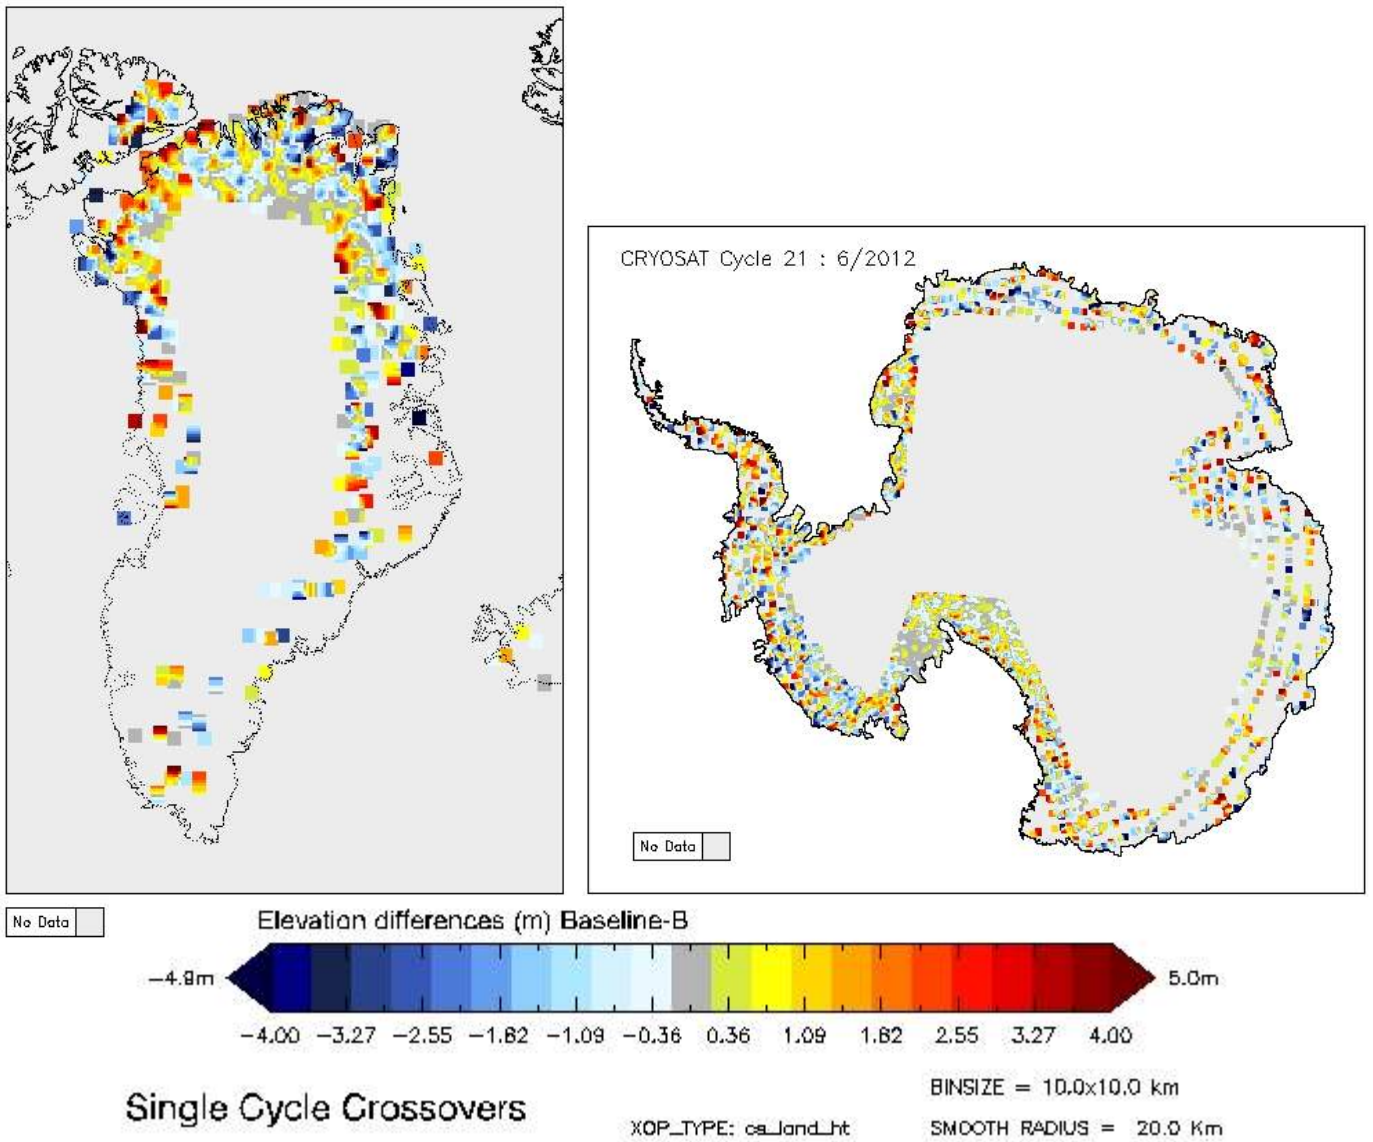 CRYOSAT Cycle 21 : 6/2012
No Data
No Data
Elevation differences (m) Baseline-B
-4.9m
5.0m
-4.00 -3.27 -2.55 -1.82 -1.09 -0.36 0.36 1.09 1.82 2.55 3.27 4.00
Single Cycle Crossovers
BINSIZE = 10.0x10.0 km
XOP_TYPE: cs_land_ht
SMOOTH RADIUS = 20.0 Km